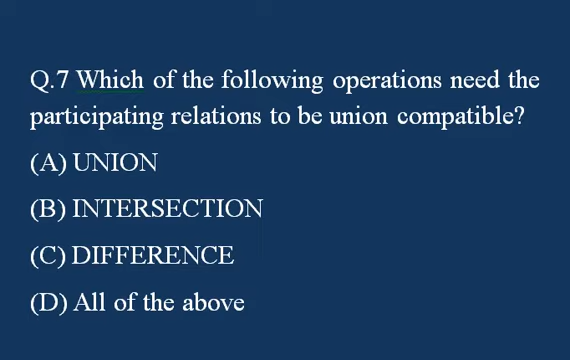 Q.7 Which of the following operations need the
participating relations to be union compatible?
(A) UNION
(B) INTERSECTION
(C) DIFFERENCE
(D) All of the above